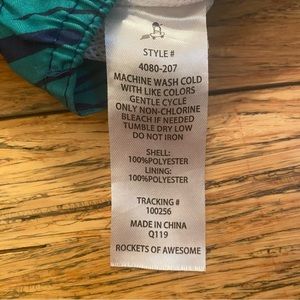 STYLE #
4080-207
MACHINE WASH COLD
WITH LIKE COLORS
GENTLE CYCLE
ONLY NON-CHLORINE
BLEACH IF NEEDED
TUMBLE DRY LOW
DO NOT IRON
SHELL:
100%POLYESTER
LINING:
100%POLYESTER
TRACKING #
100256
MADE IN CHINA
Q119
ROCKETS OF AWESOME